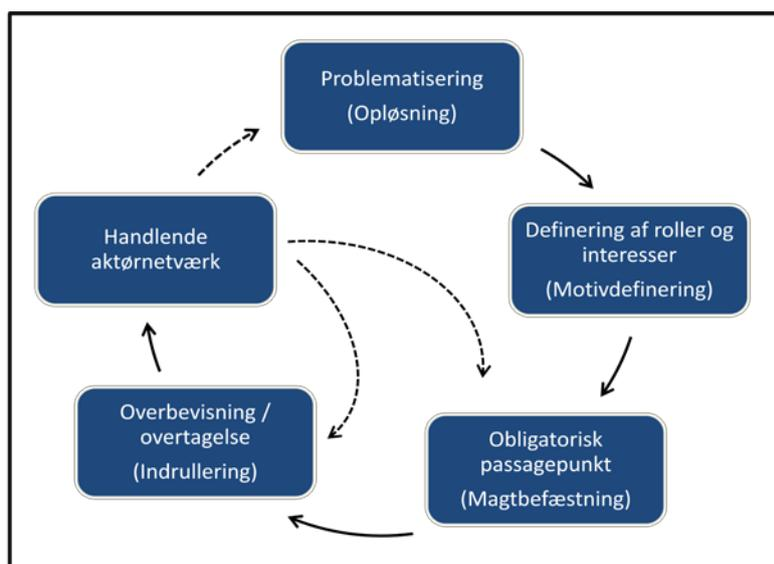 Problematisering
(Opløsning)
Definering af roller og
interesser
(Motivdefinering)
Obligatorisk
passagepunkt
(Magtbefæstning)
Overbevisning /
overtagelse
(Indrullering)
Handlende
aktørnetværk